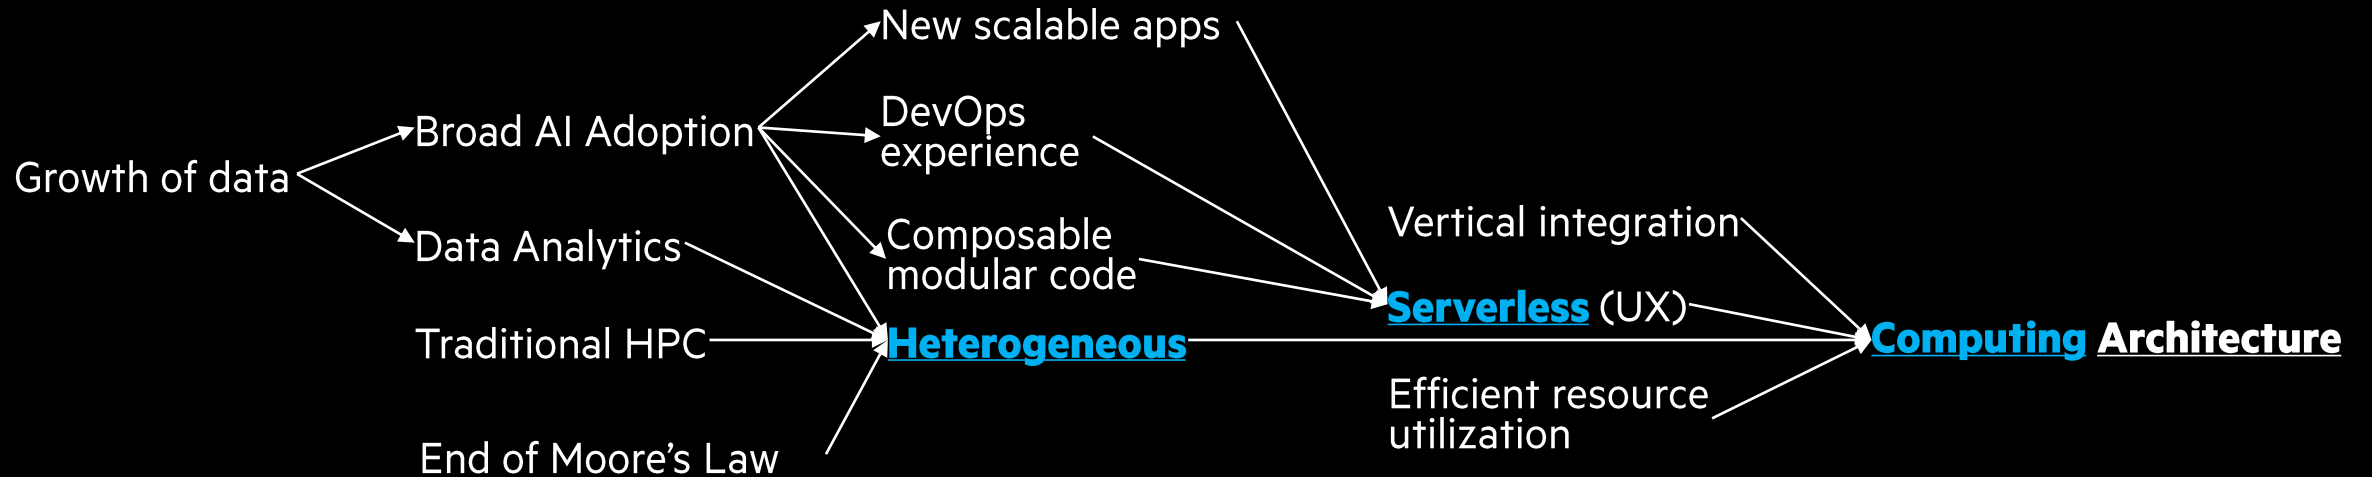 Growth of data
Broad AI Adoption
Data Analytics
Traditional HPC
End of Moore’s Law
New scalable apps
DevOps
experience
Composable
modular code
Heterogeneous
Vertical integration
Serverless (UX)
Efficient resource
utilization
Computing Architecture